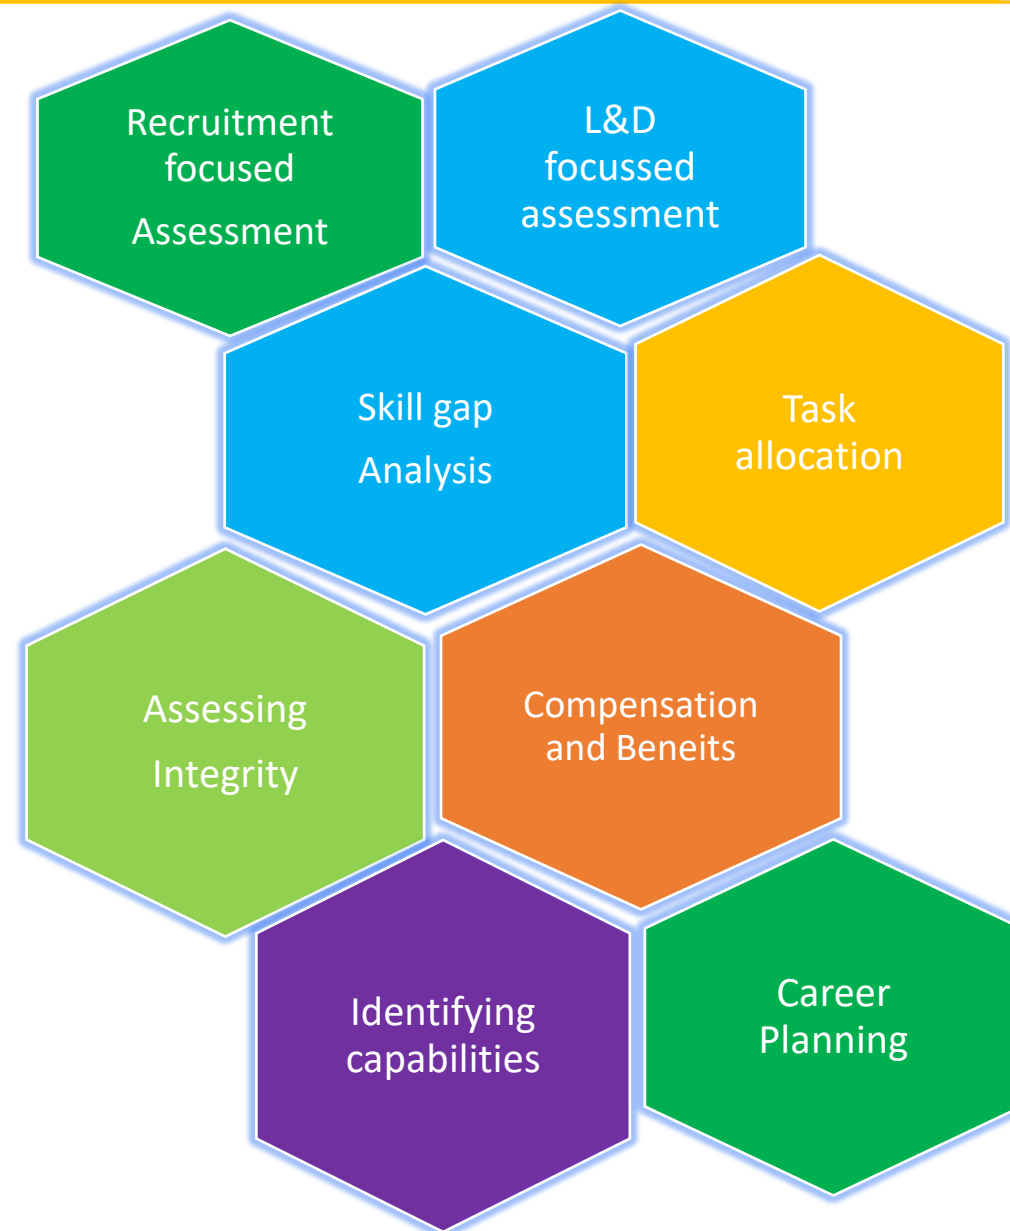 Recruitment
focused
Assessment
L&D
focussed
assessment
Skill gap
Analysis
Task
allocation
Assessing
Integrity
Compensation
and Beneits
Identifying
capabilities
Career
Planning